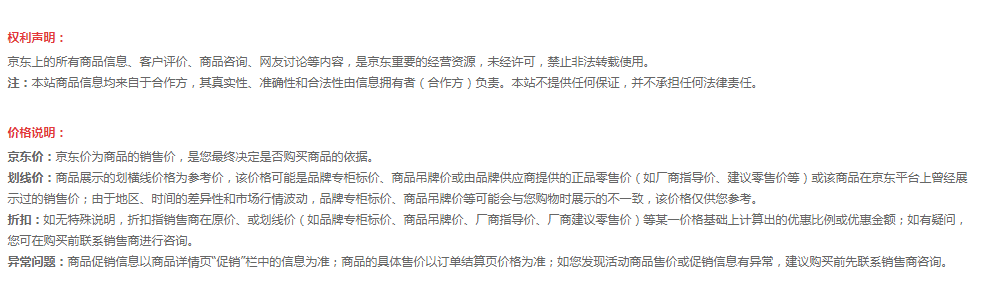 权利声明：
京东上的所有商品信息、客户评价、商品咨询、网友讨论等内容，是京东重要的经营资源，未经许可，禁止非法转载使用。
注：本站商品信息均来自于合作方，其真实性、准确性和合法性由信息拥有者（合作方）负责。本站不提供任何保证，并不承担任何法律责任。
价格说明：
京东价：京东价为商品的销售价，是您最终决定是否购买商品的依据。
划线价：商品展示的划横线价格为参考价，该价格可能是品牌专柜标价、商品吊牌价或由品牌供应商提供的正品零售价（如厂商指导价、建议零售价等）或该商品在京东平台上曾经展
示过的销售价；由于地区、时间的差异性和市场行情波动，品牌专柜标价、商品吊牌价等可能会与您购物时展示的不一致，该价格仅供您参考。
折扣：如无特殊说明，折扣指销售商在原价、或划线价（如品牌专柜标价、商品吊牌价、厂商指导价、厂商建议零售价）等某一价格基础上计算出的优惠比例或优惠金额；如有疑问，
您可在购买前联系销售商进行咨询。
异常问题：商品促销信息以商品详情页“促销”栏中的信息为准；商品的具体售价以订单结算页价格为准；如您发现活动商品售价或促销信息有异常，建议购买前先联系销售商咨询。